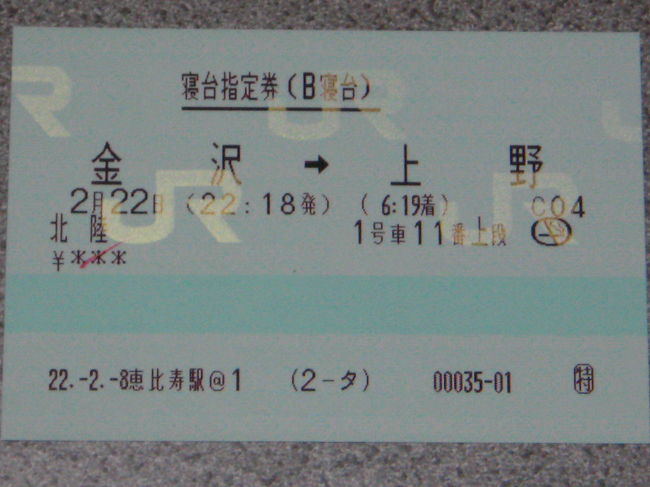 寝台指定券(B寝台)
金 沢 → 上 野
2月22日 (22:18発) (6:19着) C04
北 陸 1号車11番上段
¥***
22.-2.-8恵比寿駅@1 (2-タ) 00035-01 特